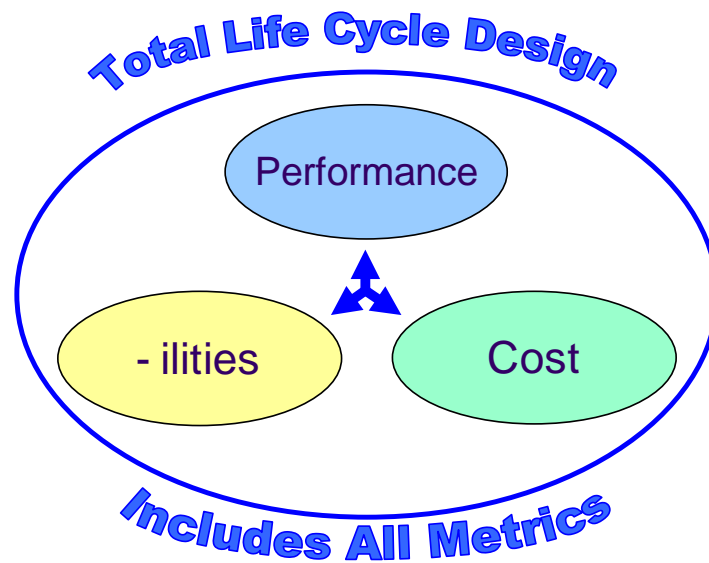 Total Life Cycle Design
Performance
- ilities
Cost
Includes All Metrics